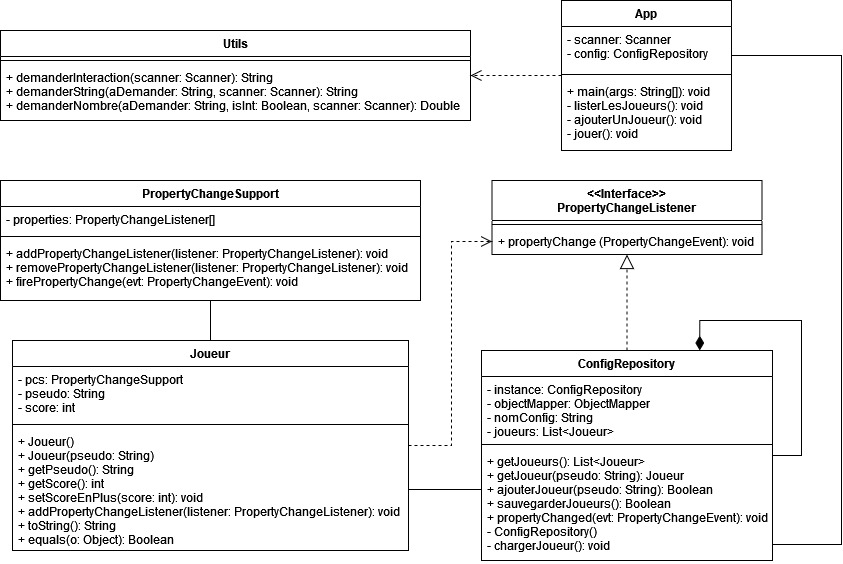 App
- scanner: Scanner
- config: ConfigRepository
+ main(args: String[]): void
- listerLesJoueurs(): void
- ajouterUnJoueur(): void
- jouer(): void
Utils
+ demanderInteraction(scanner: Scanner): String
+ demanderString(aDemander: String, scanner: Scanner): String
+ demanderNombre(aDemander: String, isInt: Boolean, scanner: Scanner): Double
PropertyChangeSupport
- properties: PropertyChangeListener[]
+ addPropertyChangeListener(listener: PropertyChangeListener): void
+ removePropertyChangeListener(listener: PropertyChangeListener): void
+ firePropertyChange(evt: PropertyChangeEvent): void
<<Interface>>
PropertyChangeListener
+ propertyChange (PropertyChangeEvent): void
Joueur
- pcs: PropertyChangeSupport
- pseudo: String
- score: int
+ Joueur()
+ Joueur(pseudo: String)
+ getPseudo(): String
+ getScore(): int
+ setScoreEnPlus(score: int): void
+ addPropertyChangeListener(listener: PropertyChangeListener): void
+ toString(): String
+ equals(o: Object): Boolean
ConfigRepository
- instance: ConfigRepository
- objectMapper: ObjectMapper
- nomConfig: String
- joueurs: List<Joueur>
+ getJoueurs(): List<Joueur>
+ getJoueur(pseudo: String): Joueur
+ ajouterJoueur(pseudo: String): Boolean
+ sauvegarderJoueurs(): Boolean
+ propertyChanged(evt: PropertyChangeEvent): void
- ConfigRepository()
- chargerJoueur(): void